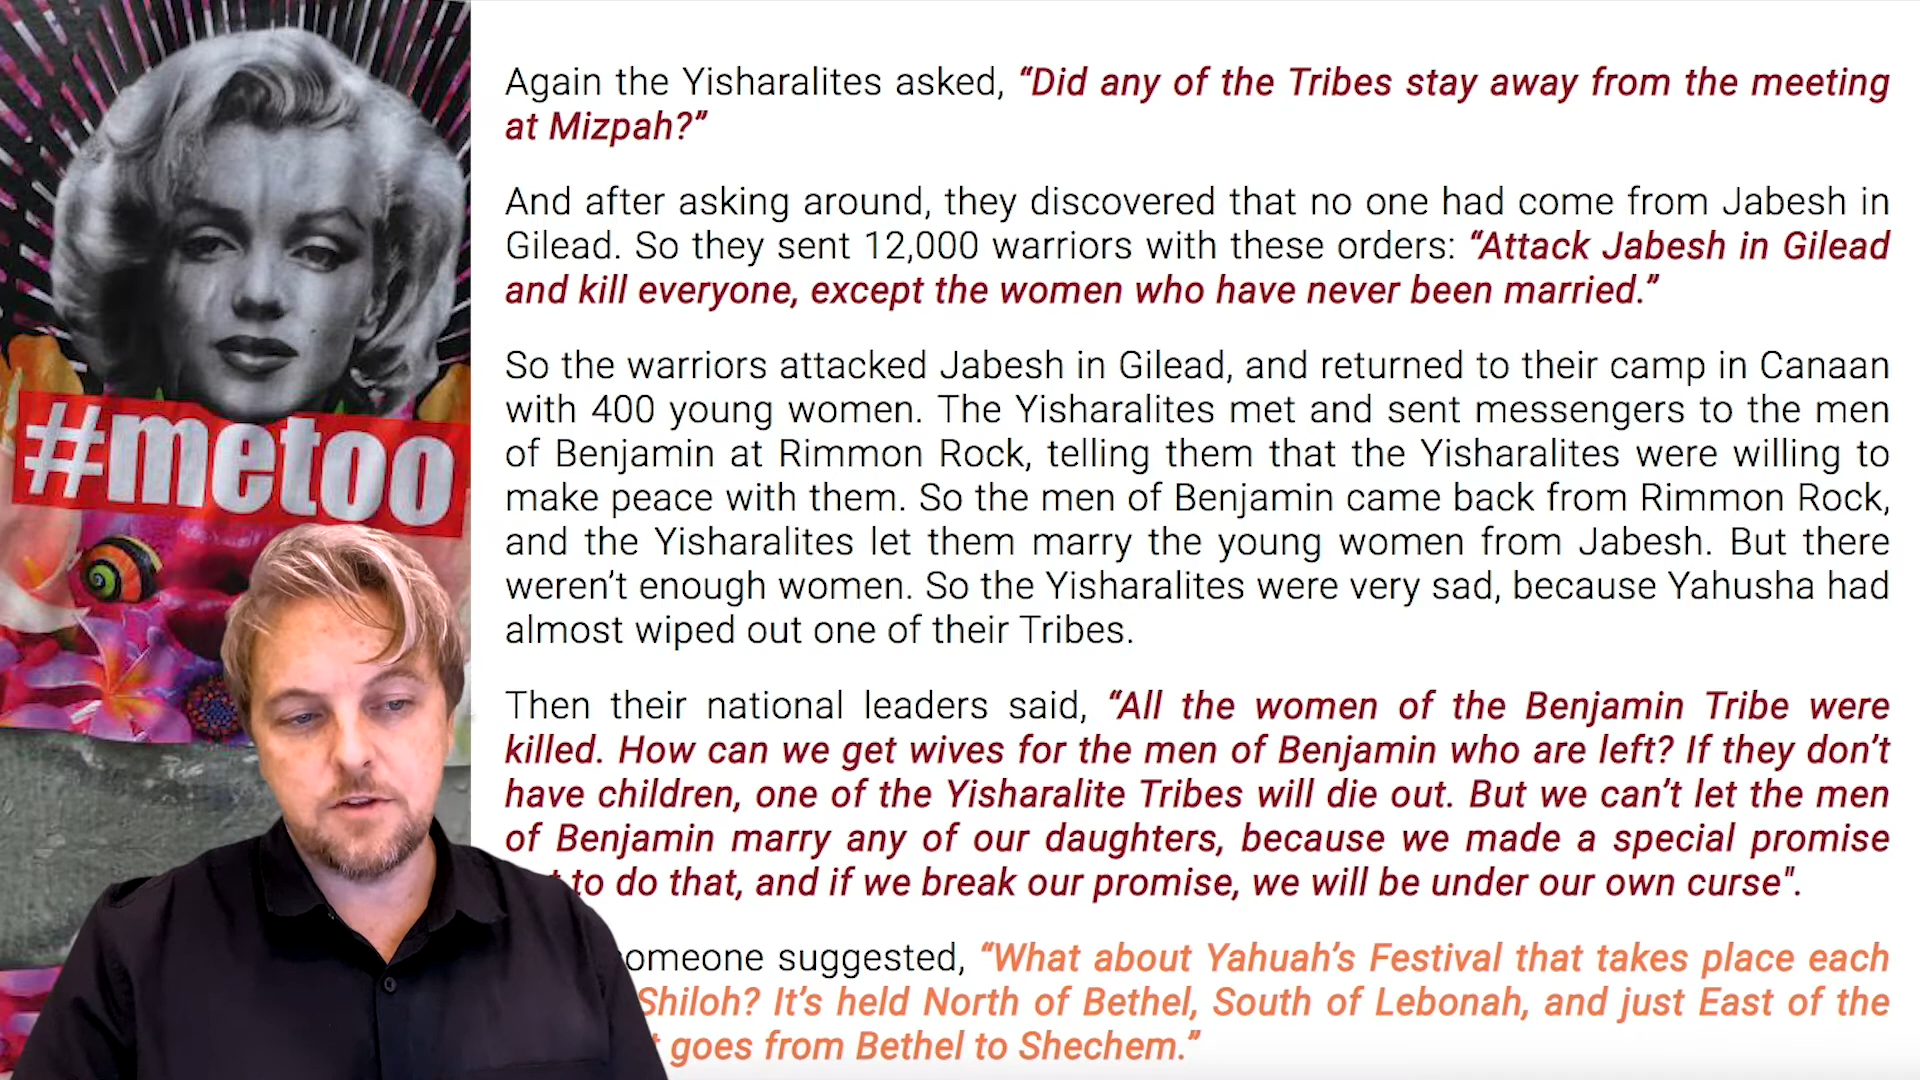 #metoo
Again the Yisharalites asked, “Did any of the Tribes stay away from the meeting
at Mizpah?”
And after asking around, they discovered that no one had come from Jabesh in
Gilead. So they sent 12,000 warriors with these orders: “Attack Jabesh in Gilead
and kill everyone, except the women who have never been married.”
So the warriors attacked Jabesh in Gilead, and returned to their camp in Canaan
with 400 young women. The Yisharalites met and sent messengers to the men
of Benjamin at Rimmon Rock, telling them that the Yisharalites were willing to
make peace with them. So the men of Benjamin came back from Rimmon Rock,
and the Yisharalites let them marry the young women from Jabesh. But there
weren’t enough women. So the Yisharalites were very sad, because Yahusha had
almost wiped out one of their Tribes.
Then their national leaders said, “All the women of the Benjamin Tribe were
killed. How can we get wives for the men of Benjamin who are left? If they don’t
have children, one of the Yisharalite Tribes will die out. But we can’t let the men
of Benjamin marry any of our daughters, because we made a special promise
to do that, and if we break our promise, we will be under our own curse".
suggested, “What about Yahuah’s Festival that takes place each
Shiloh? It’s held North of Bethel, South of Lebonah, and just East of the
goes from Bethel to Shechem.”